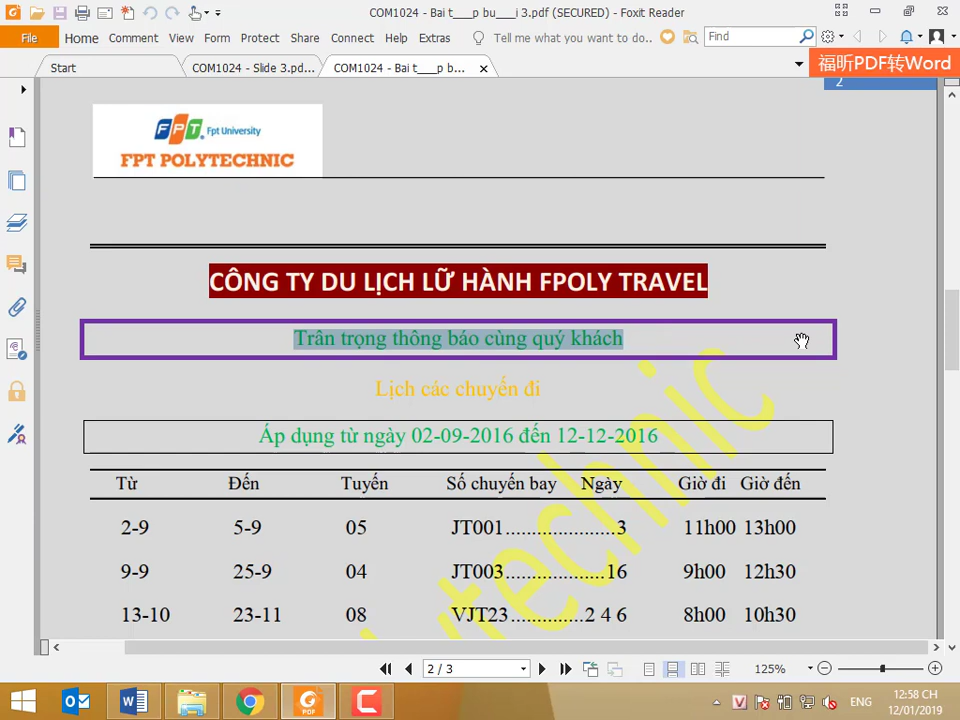 COM1024 - Bai t___p bu___i 3.pdf (SECURED) - Foxit Reader
File Home Comment View Form Protect Share Connect Help Extras Tell me what you want to do.. Find
Start COM1024 - Slide 3.pd... COM1024 - Bai t___p b... 福昕PDF转Word
2
FPT Fpt University
FPT POLYTECHNIC
CÔNG TY DU LỊCH LỮ HÀNH FPOLY TRAVEL
Trân trọng thông báo cùng quý khách
Lịch các chuyến đi
Áp dụng từ ngày 02-09-2016 đến 12-12-2016
Từ Đến Tuyến Số chuyến bay Ngày Giờ đi Giờ đến
2-9 5-9 05 JT001.....................3 11h00 13h00
9-9 25-9 04 JT003...................16 9h00 12h30
13-10 23-11 08 VJT23..............2 4 6 8h00 10h30
2 / 3 125%
CH 12:58 CH
12/01/2019